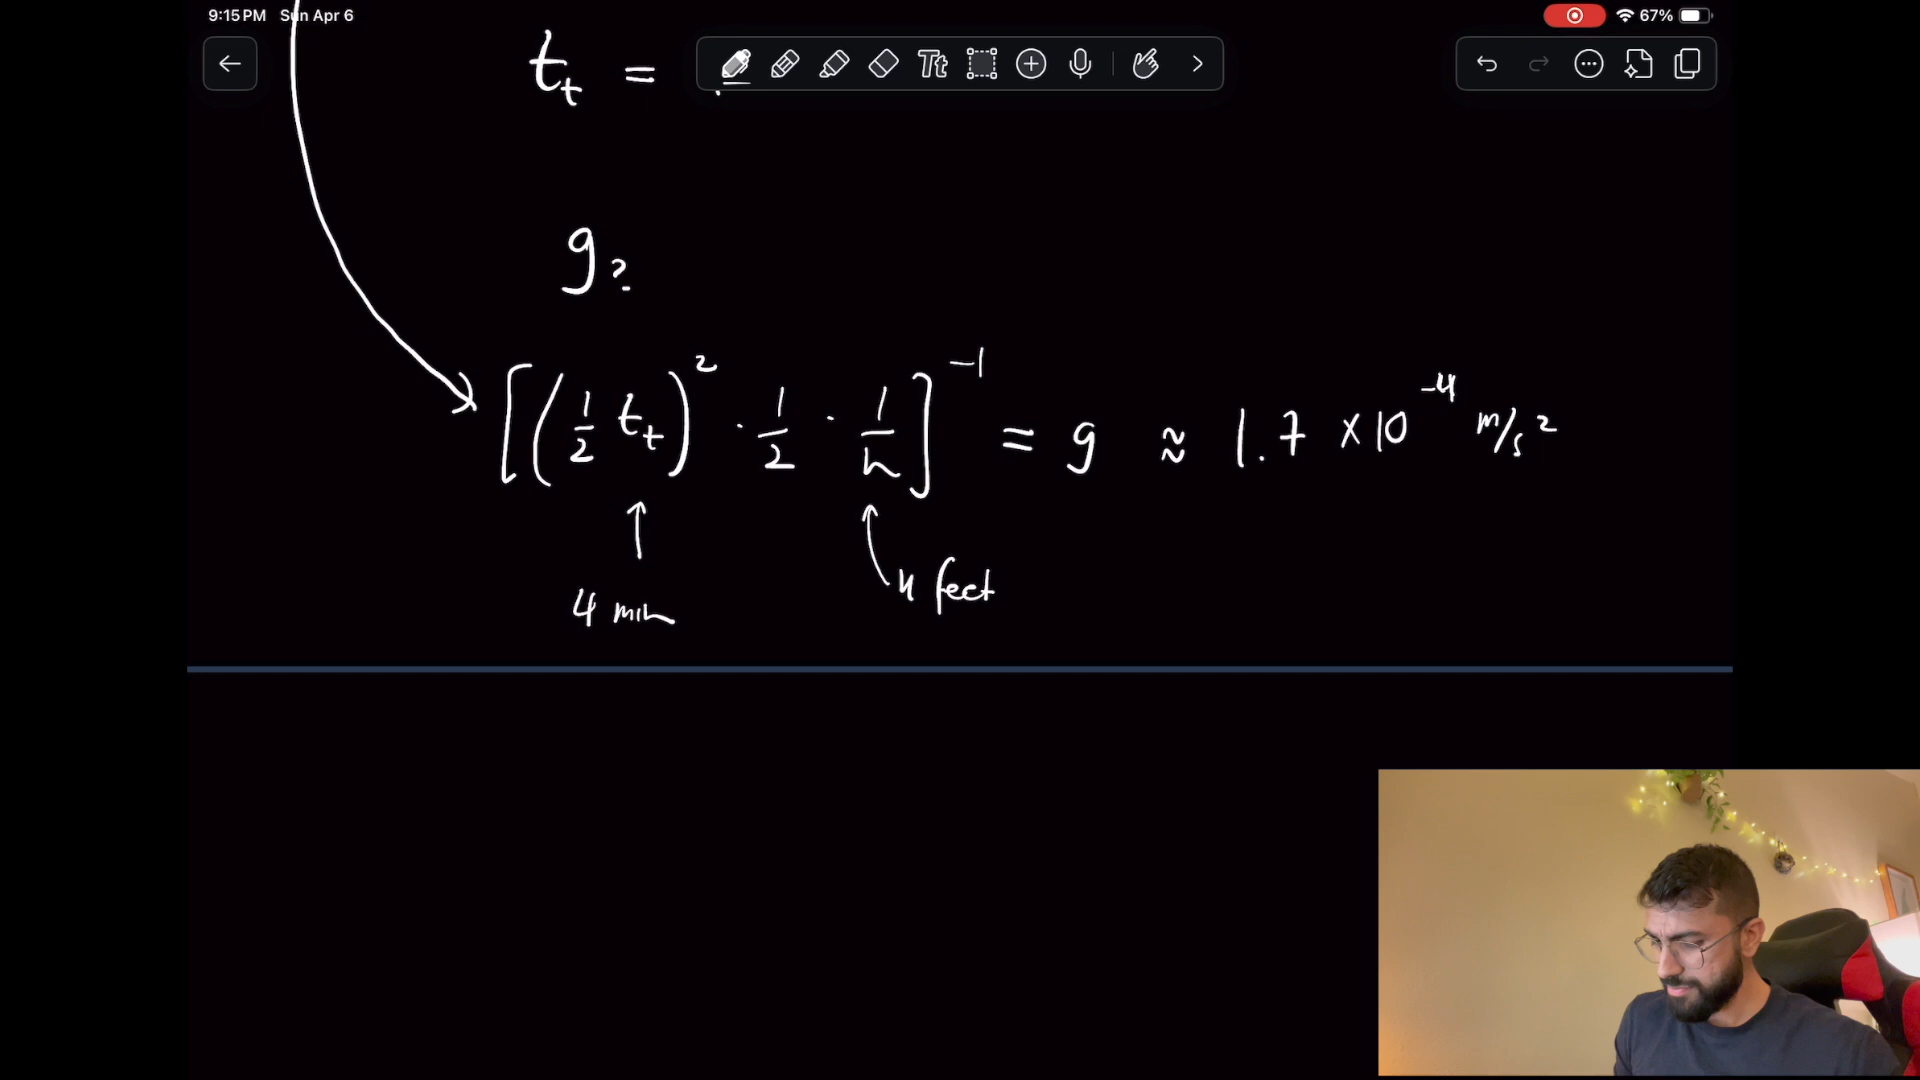 9:15 PM Sun Apr 6 67%
t_t =
Tt
g?
[(1/2 t_t)^2 · 1/2 · 1/h]^-1 = g ≈ 1.7 × 10^-4 m/s^2
4 min
4 feet